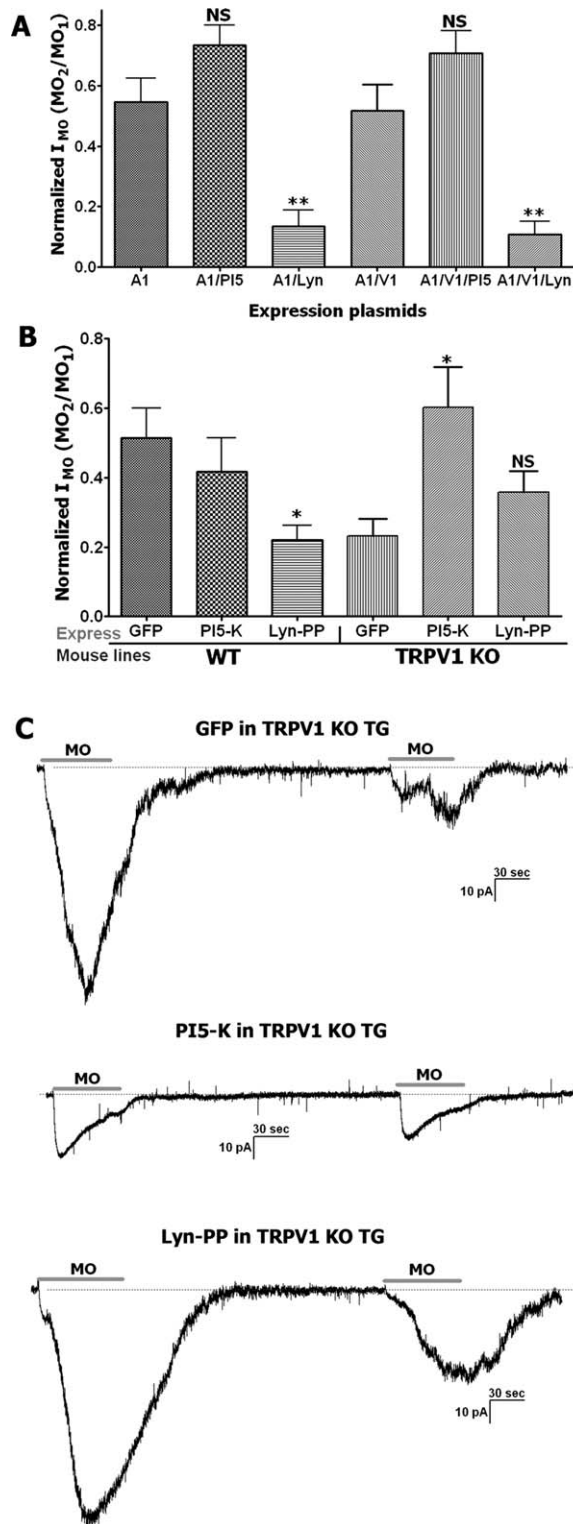 A
Normalized I MO (MO2/MO1)
0.8
0.6
0.4
0.2
0.0
NS
**
NS
**
A1
A1/PI5
A1/Lyn
A1/V1
A1/V1/PI5
A1/V1/Lyn
Expression plasmids
B
Normalized I MO (MO2/MO1)
0.8
0.6
0.4
0.2
0.0
*
*
NS
Express GFP PI5-K Lyn-PP GFP PI5-K Lyn-PP
Mouse lines WT TRPV1 KO
C
GFP in TRPV1 KO TG
MO MO
30 sec
10 pA
PI5-K in TRPV1 KO TG
MO MO
30 sec
10 pA
30 sec
10 pA
Lyn-PP in TRPV1 KO TG
MO MO
30 sec
10 pA